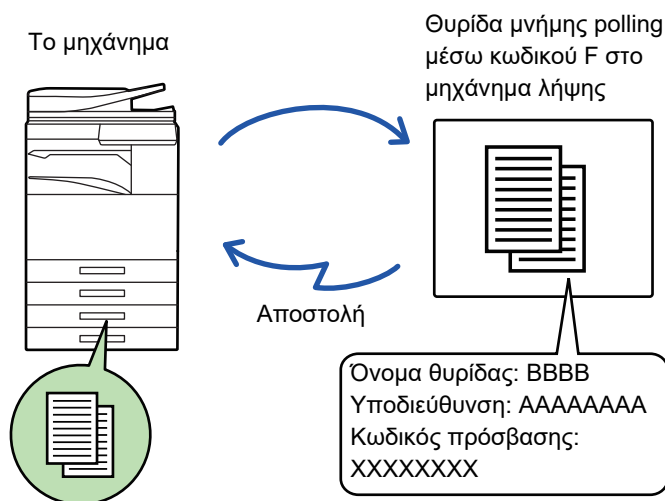 Το μηχάνημα
Θυρίδα μνήμης polling
μέσω κωδικού F στο
μηχάνημα λήψης
Αποστολή
Όνομα θυρίδας: BBBB
Υποδιεύθυνση: AAAAAAAA
Κωδικός πρόσβασης:
XXXXXXXX